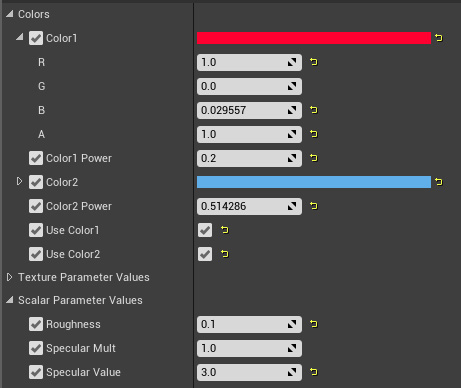 Colors
Color1
R 1.0
G 0.0
B 0.029557
A 1.0
Color1 Power 0.2
Color2
Color2 Power 0.514286
Use Color1
Use Color2
Texture Parameter Values
Scalar Parameter Values
Roughness 0.1
Specular Mult 1.0
Specular Value 3.0